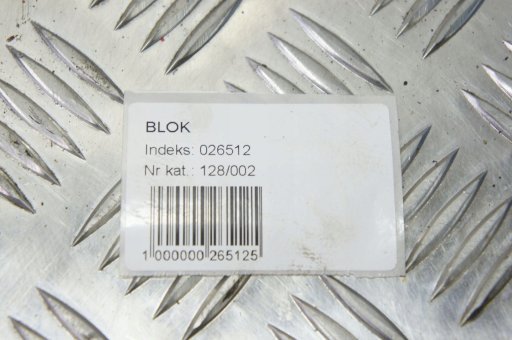 BLOK
Indeks: 026512
Nr kat.: 128/002
1 000000 265125